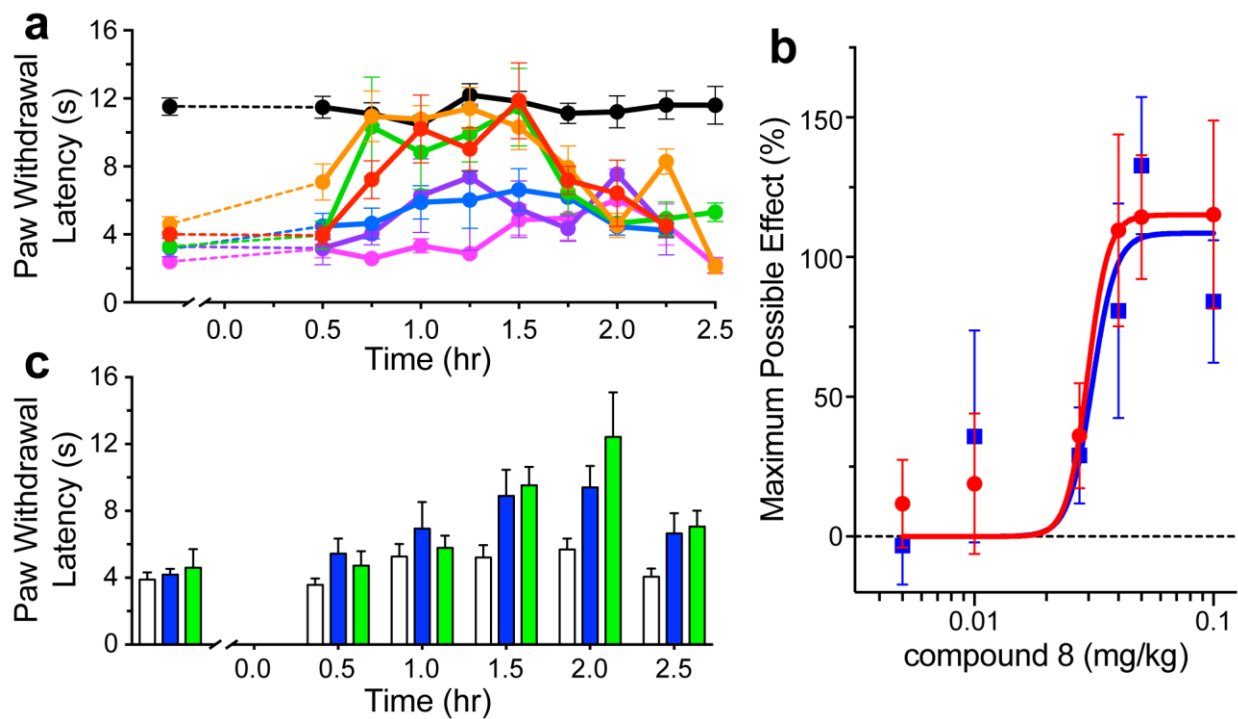 a
16
12
8
4
0
Paw Withdrawal
Latency (s)
0.0
0.5
1.0
1.5
2.0
2.5
Time (hr)
b
150
100
50
0
Maximum Possible Effect (%)
0.01
0.1
compound 8 (mg/kg)
c
16
12
8
4
0
Paw Withdrawal
Latency (s)
0.0
0.5
1.0
1.5
2.0
2.5
Time (hr)